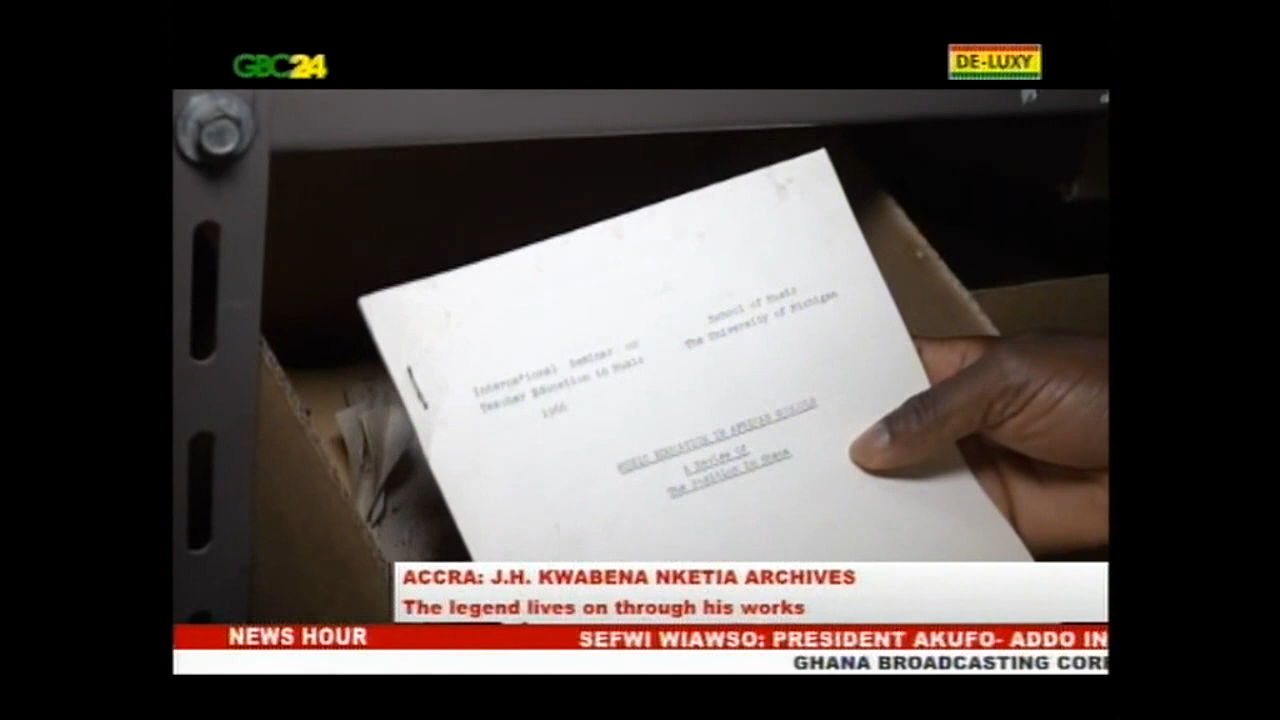 GBC24
DE-LUXY
School of Music
The University of Michigan
International Seminar on
Teacher Education in Music
1966
MUSIC EDUCATION IN AFRICAN SCHOOLS
A Review of
The Position in Ghana
ACCRA: J.H. KWABENA NKETIA ARCHIVES
The legend lives on through his works
NEWS HOUR
SEFWI WIAWSO: PRESIDENT AKUFO- ADDO IN
GHANA BROADCASTING COR